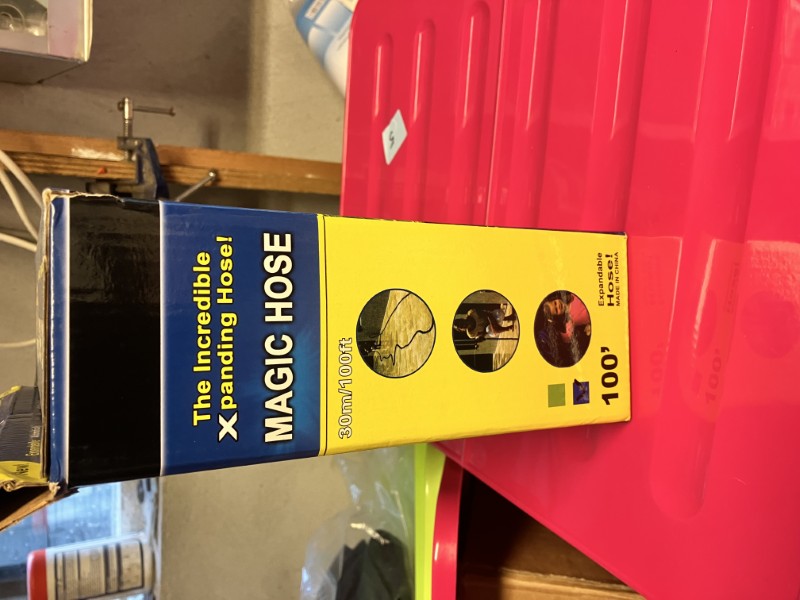 The Incredible
Xpanding Hose!
MAGIC HOSE
30m/100ft
100'
Expandable
Hose!
MADE IN CHINA